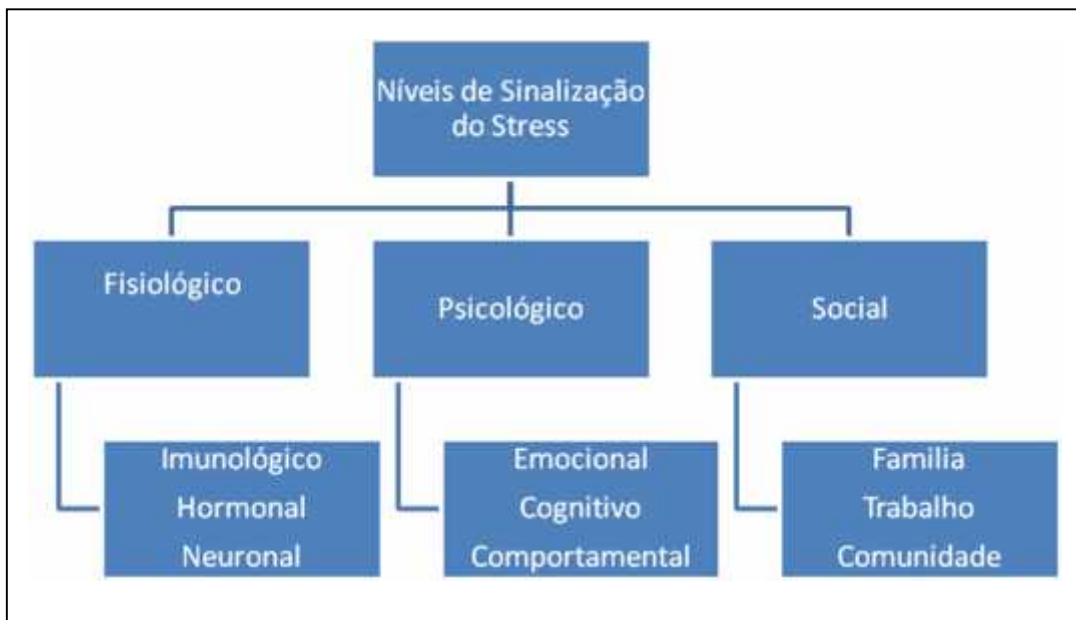 Níveis de Sinalização
do Stress
Fisiológico
Psicológico
Social
Imunológico
Hormonal
Neuronal
Emocional
Cognitivo
Comportamental
Familia
Trabalho
Comunidade